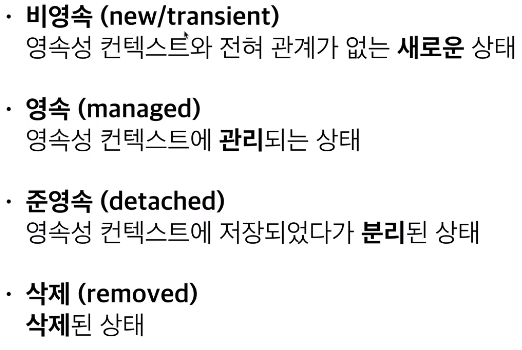 • 비영속 (new/transient)
영속성 컨텍스트와 전혀 관계가 없는 새로운 상태
• 영속 (managed)
영속성 컨텍스트에 관리되는 상태
• 준영속 (detached)
영속성 컨텍스트에 저장되었다가 분리된 상태
• 삭제 (removed)
삭제된 상태